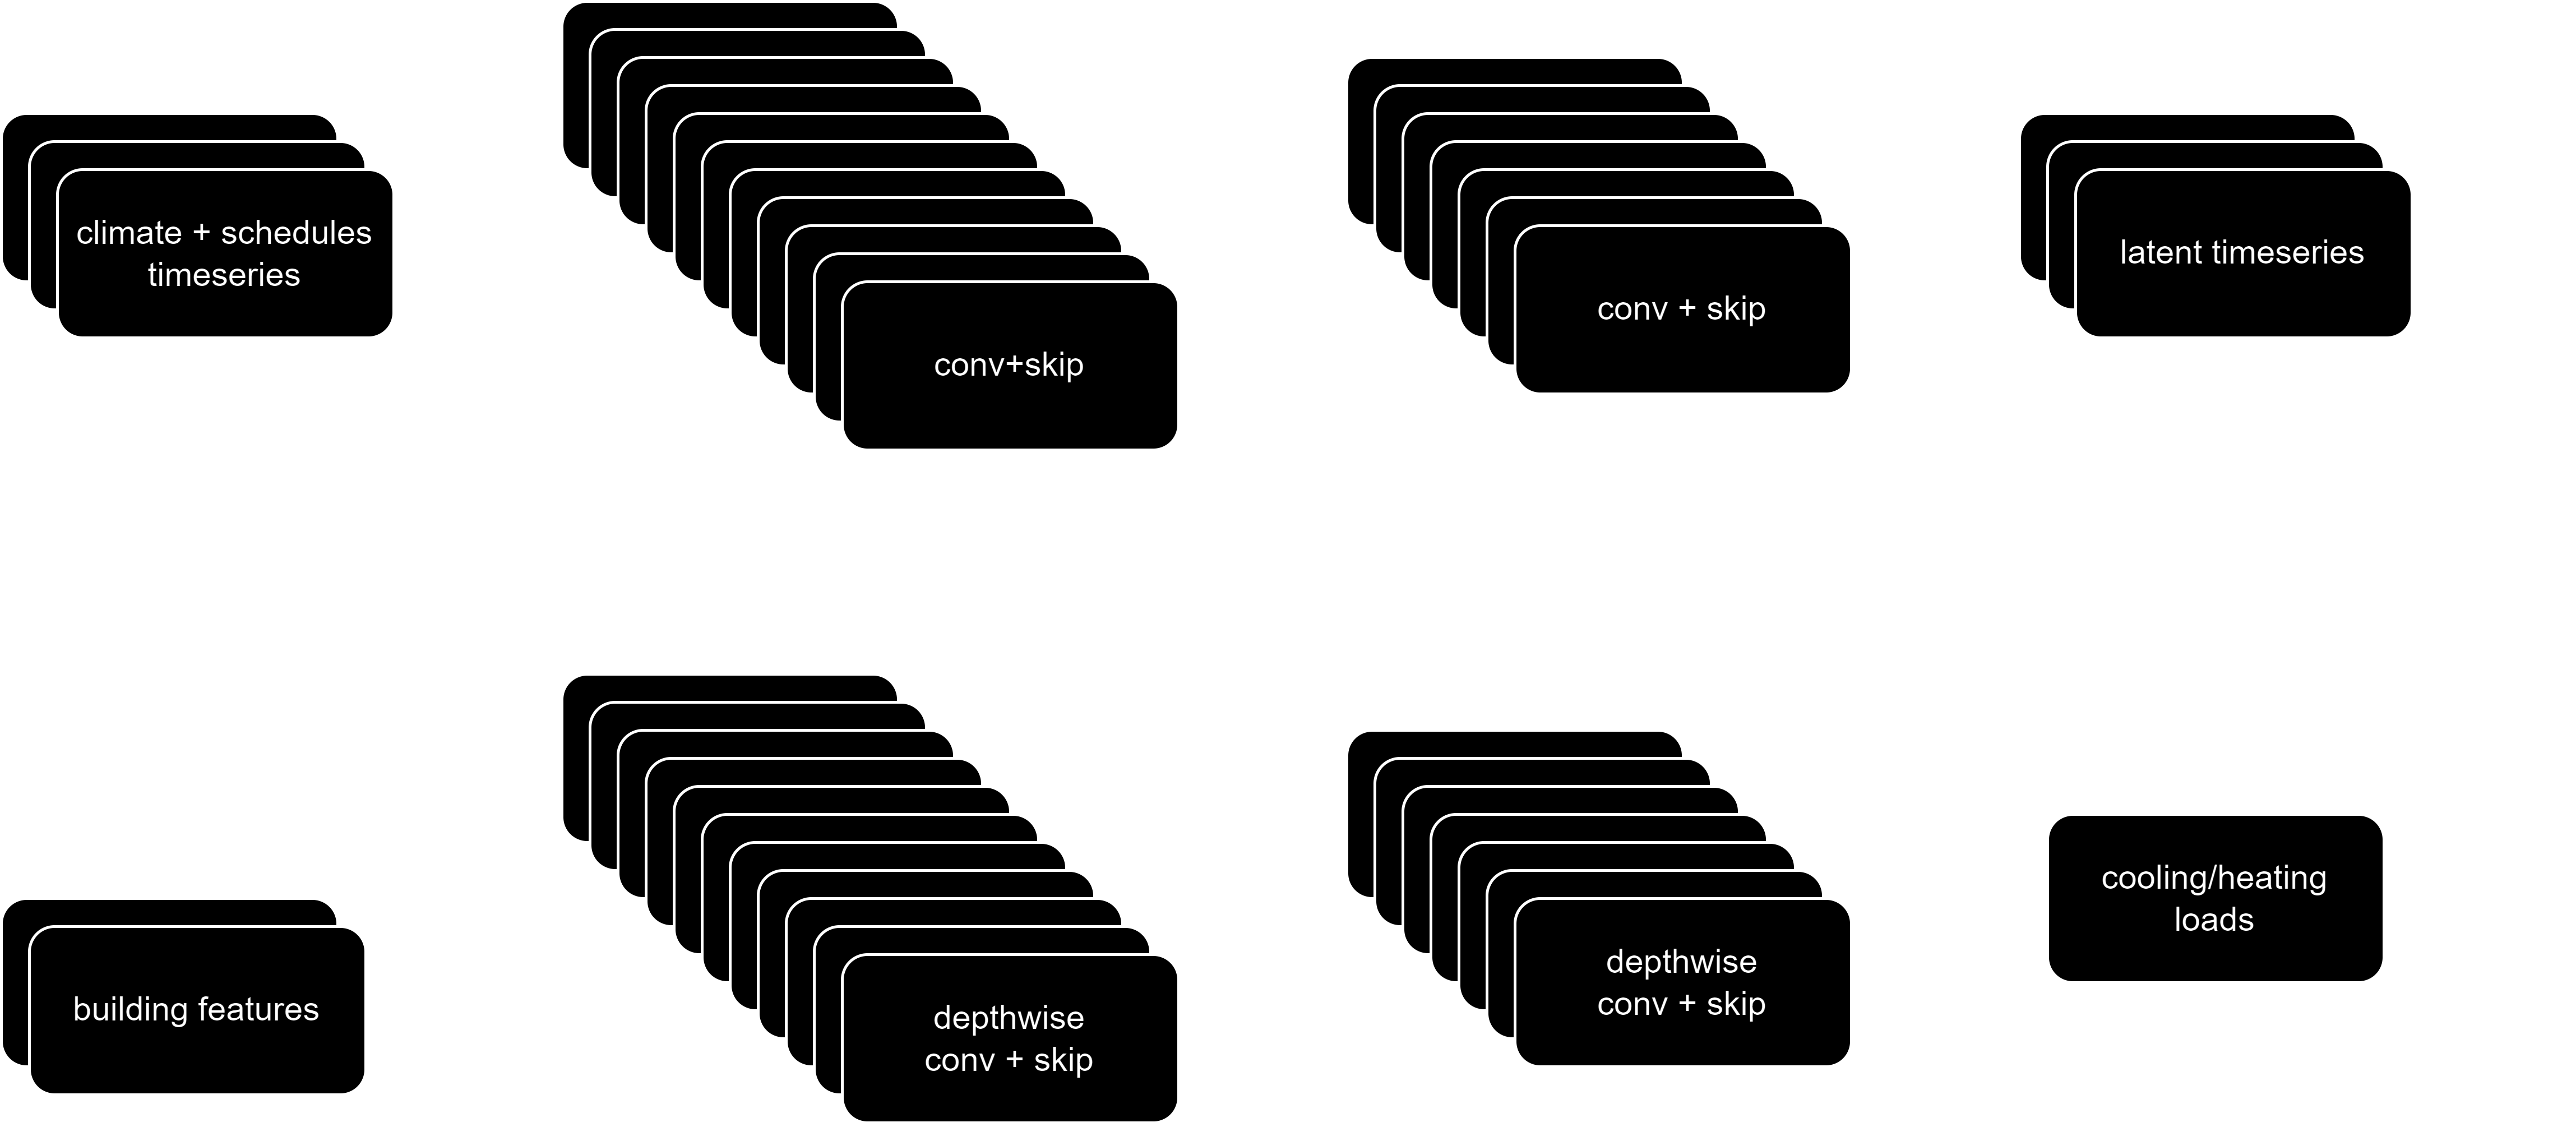 climate + schedules
timeseries
conv+skip
conv + skip
latent timeseries
building features
depthwise
conv + skip
depthwise
conv + skip
cooling/heating
loads